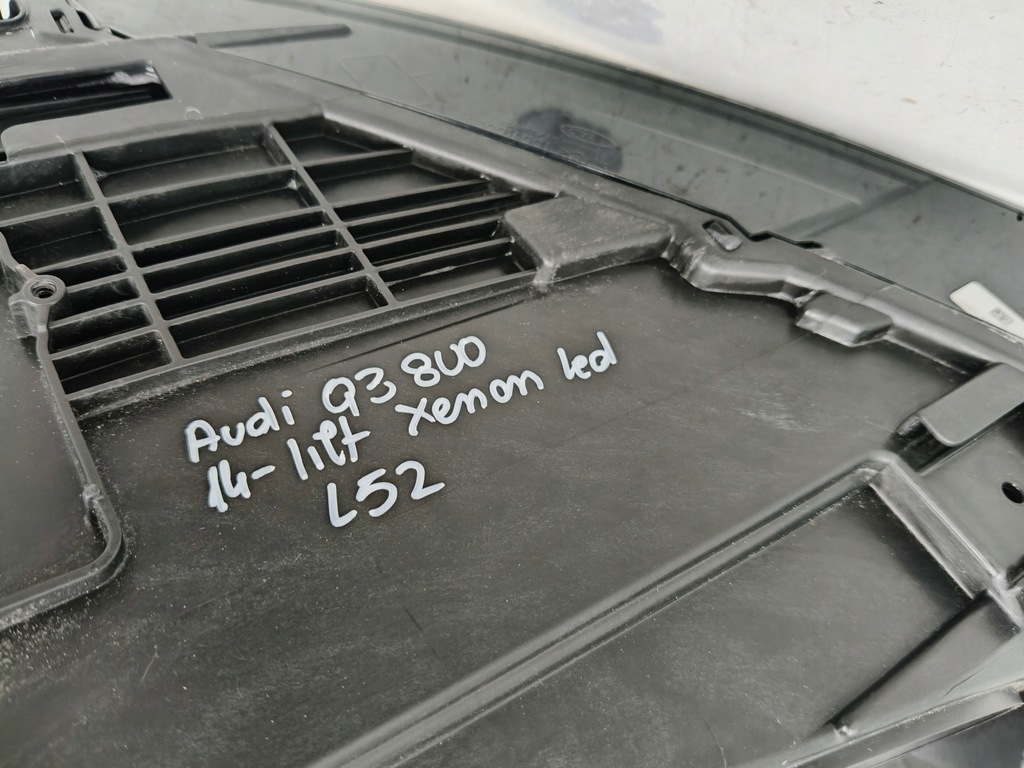 Audi Q3 8U0
14- lift xenon led
L52